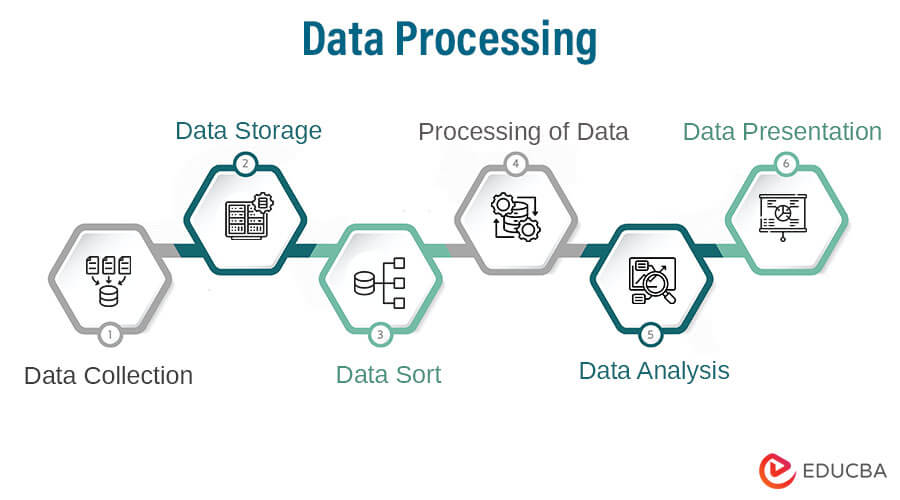 Data Processing
Data Storage
2
Processing of Data
4
Data Presentation
6
1
Data Collection
3
Data Sort
5
Data Analysis
EDUCBA